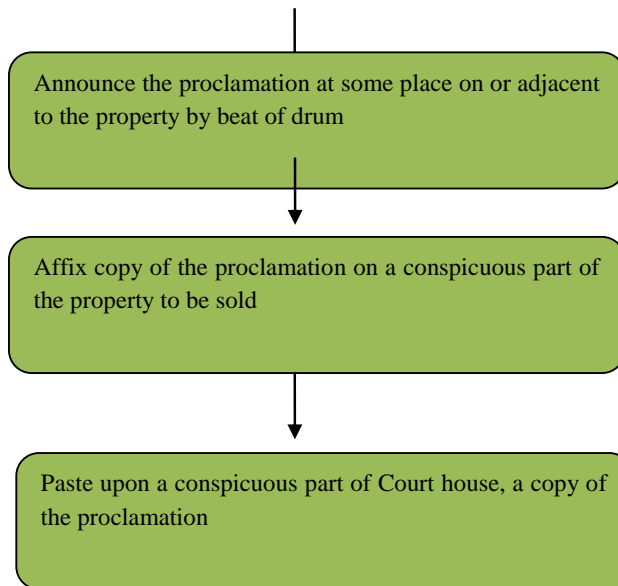 Announce the proclamation at some place on or adjacent
to the property by beat of drum
Affix copy of the proclamation on a conspicuous part of
the property to be sold
Paste upon a conspicuous part of Court house, a copy of
the proclamation